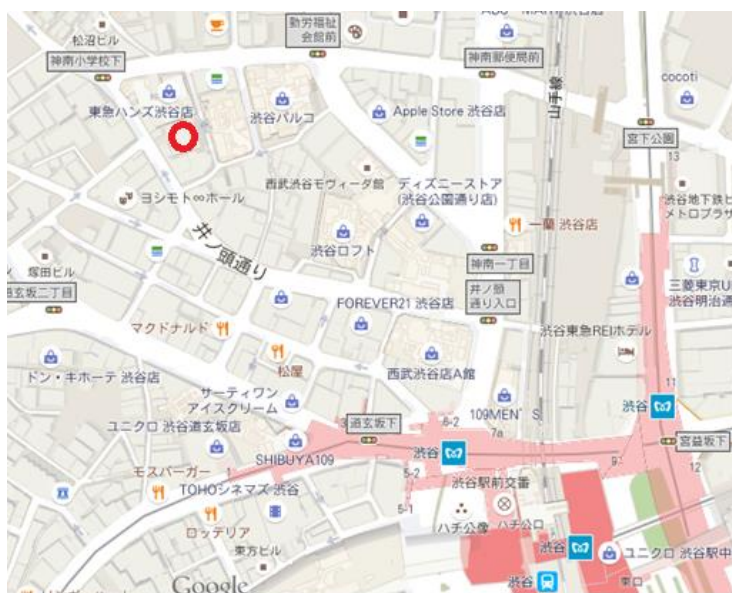 松沼ビル
神南小学校下
東急ハンズ渋谷店
勤労福祉
会館前
渋谷パルコ
Apple Store 渋谷店
神南郵便局前
山手線
cocoti
宮下公園
13
ヨシモト∞ホール
西武渋谷モヴィーダ館
ディズニーストア
(渋谷公園通り店)
渋谷地下鉄ビ
メトロプラザ
一蘭 渋谷店
井ノ頭通り
渋谷ロフト
神南一丁目
井ノ頭
通り入口
塚田ビル
道玄坂二丁目
FOREVER21 渋谷店
三菱東京U
渋谷明治通
マクドナルド
渋谷東急REIホテル
松屋
西武渋谷店A館
ドン・キホーテ 渋谷店
サーティワン
アイスクリーム
109MEN'S
11
渋谷
ユニクロ 渋谷道玄坂店
3
道玄坂下
6-2
7a
宮益坂下
SHIBUYA109
渋谷
9
12
モスバーガー
1
TOHOシネマズ 渋谷
5-2
渋谷駅前交番
5-1
ロッテリア
ハチ公像
ハチ公口
東方ビル
渋谷
ユニクロ 渋谷駅中
Google
渋谷
東口